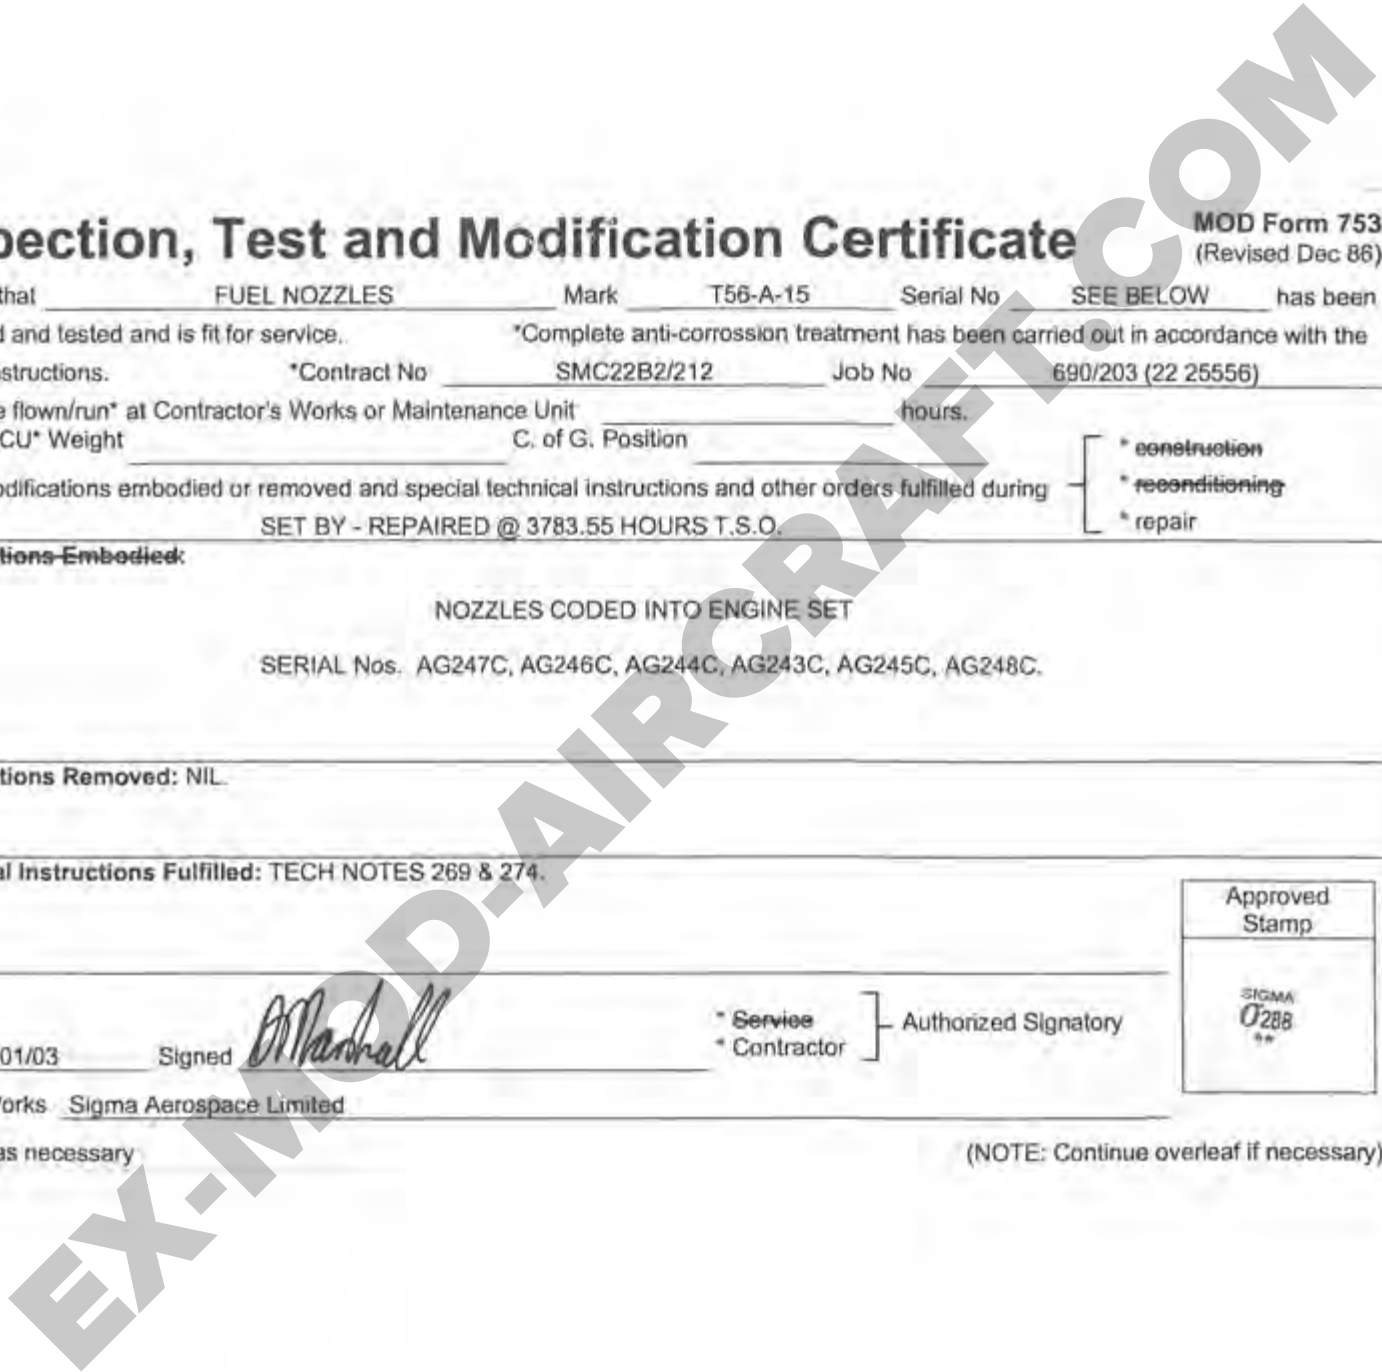 pection, Test and Modification Certificate
MOD Form 753
(Revised Dec 86)
that FUEL NOZZLES Mark T56-A-15 Serial No SEE BELOW has been
d and tested and is fit for service. *Complete anti-corrossion treatment has been carried out in accordance with the
structions. *Contract No SMC22B2/212 Job No 690/203 (22 25556)
e flown/run* at Contractor's Works or Maintenance Unit hours.
CU* Weight C. of G. Position
odifications embodied or removed and special technical instructions and other orders fulfilled during
* construction
* reconditioning
* repair
SET BY - REPAIRED @ 3783.55 HOURS T.S.O.
tions Embodied:
NOZZLES CODED INTO ENGINE SET
SERIAL Nos. AG247C, AG246C, AG244C, AG243C, AG245C, AG248C.
tions Removed: NIL.
al Instructions Fulfilled: TECH NOTES 269 & 274.
Approved
Stamp
SIGMA
0288
**
01/03 Signed
* Service
* Contractor
Authorized Signatory
orks Sigma Aerospace Limited
as necessary
(NOTE: Continue overleaf if necessary)
EX-MOD-AIRCRAFT.COM